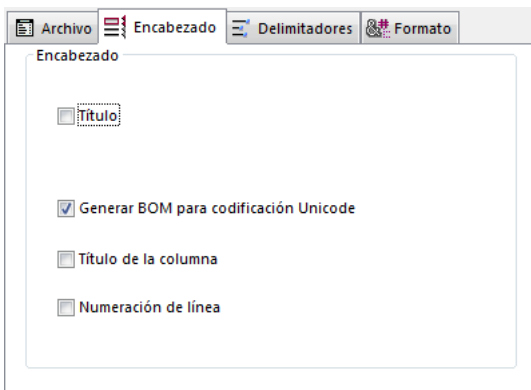 Archivo Encabezado Delimitadores Formato
Encabezado
Título
Generar BOM para codificación Unicode
Título de la columna
Numeración de línea